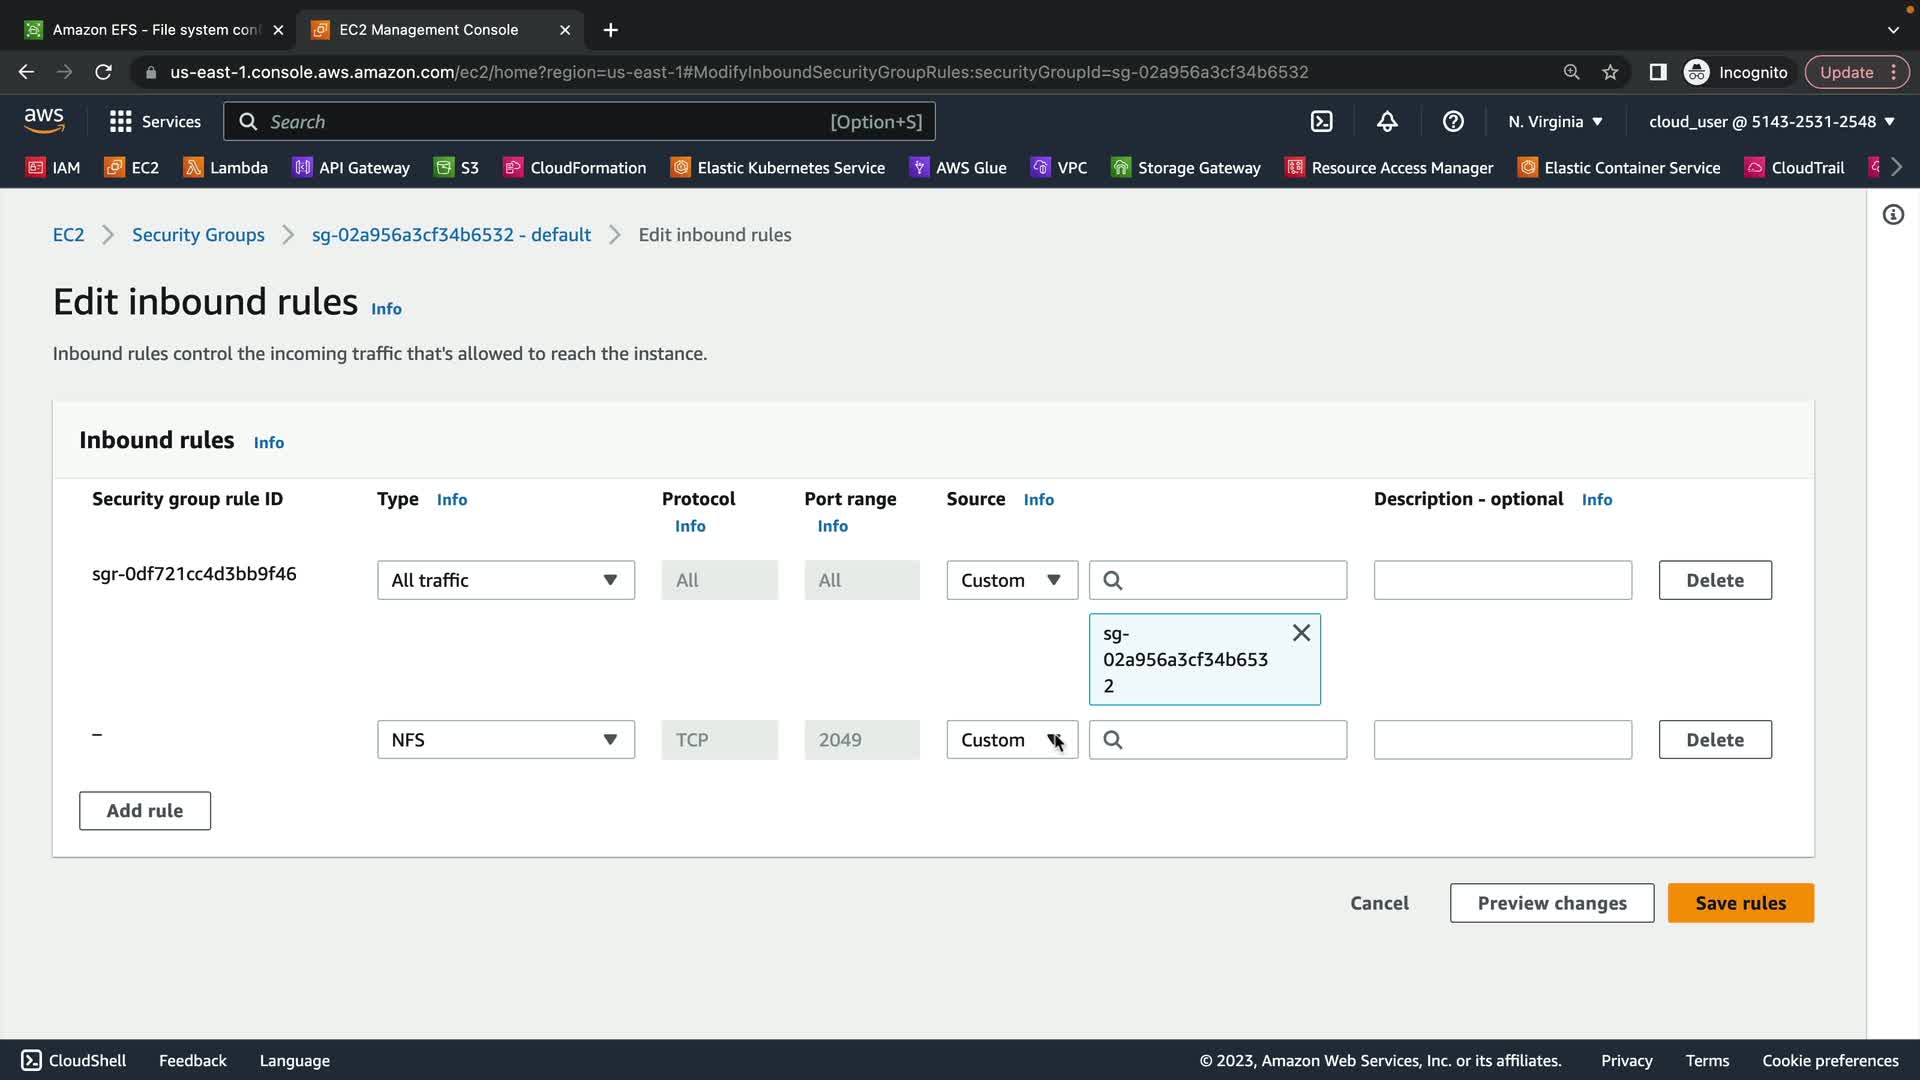 Amazon EFS - File system con
EC2 Management Console
us-east-1.console.aws.amazon.com/ec2/home?region=us-east-1#ModifyInboundSecurityGroupRules:securityGroupId=sg-02a956a3cf34b6532
Incognito
Update
aws
Services
Search
[Option+S]
N. Virginia
cloud_user @ 5143-2531-2548
IAM
EC2
Lambda
API Gateway
S3
CloudFormation
Elastic Kubernetes Service
AWS Glue
VPC
Storage Gateway
Resource Access Manager
Elastic Container Service
CloudTrail
EC2
Security Groups
sg-02a956a3cf34b6532 - default
Edit inbound rules
Edit inbound rules Info
Inbound rules control the incoming traffic that's allowed to reach the instance.
Inbound rules Info
Security group rule ID
Type Info
Protocol
Info
Port range
Info
Source Info
Description - optional Info
sgr-0df721cc4d3bb9f46
All traffic
All
All
Custom
Delete
sg-
02a956a3cf34b653
2
–
NFS
TCP
2049
Custom
Delete
Add rule
Cancel
Preview changes
Save rules
CloudShell
Feedback
Language
© 2023, Amazon Web Services, Inc. or its affiliates.
Privacy
Terms
Cookie preferences